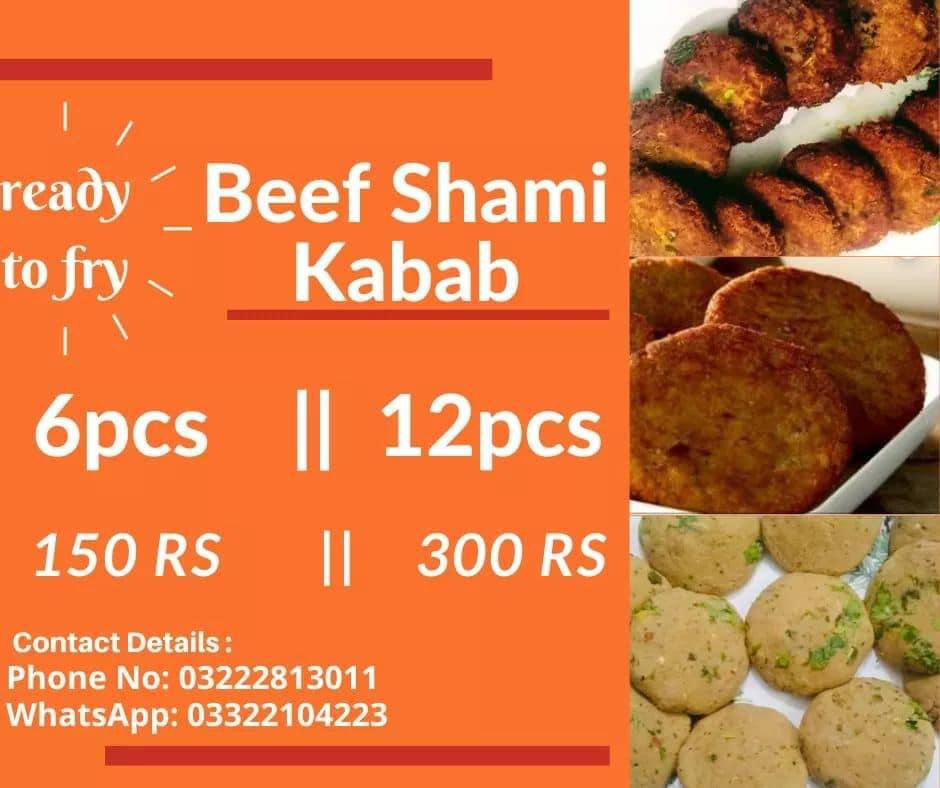 ready
to fry
Beef Shami
Kabab
6pcs || 12pcs
150 RS || 300 RS
Contact Details :
Phone No: 03222813011
WhatsApp: 03322104223